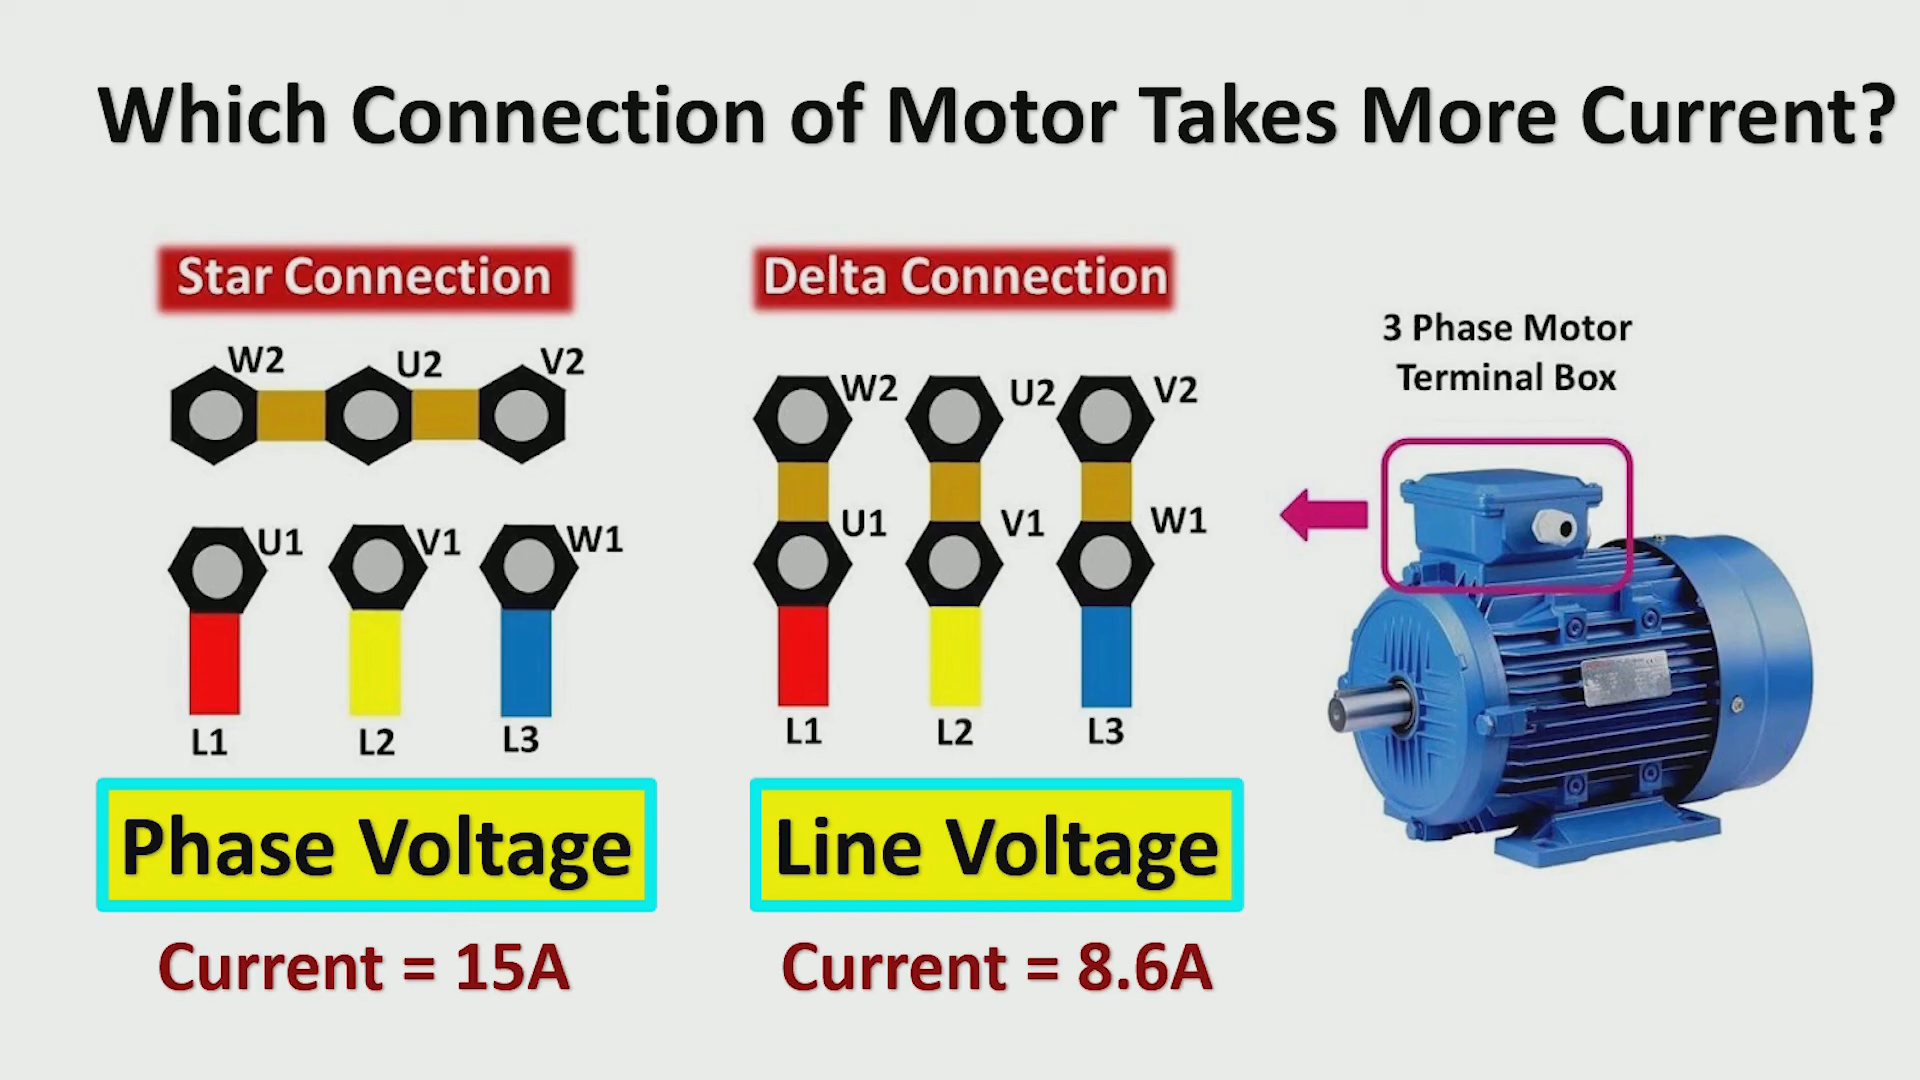 Which Connection of Motor Takes More Current?
Star Connection
W2 U2 V2
U1 V1 W1
L1 L2 L3
Phase Voltage
Current = 15A
Delta Connection
W2 U2 V2
U1 V1 W1
L1 L2 L3
Line Voltage
Current = 8.6A
3 Phase Motor
Terminal Box